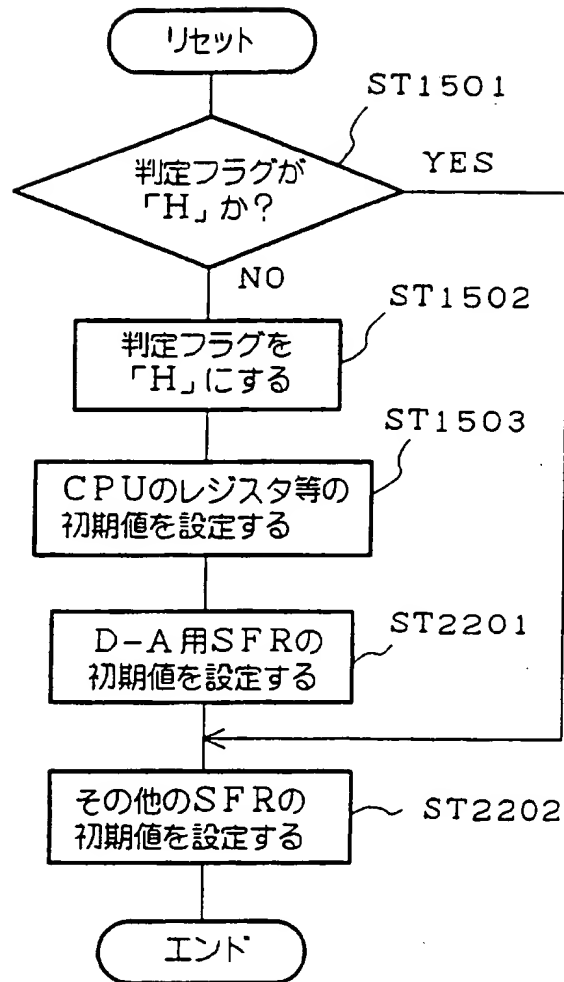 リセット
ST1501
判定フラグが
「H」か?
YES
NO
ST1502
判定フラグを
「H」にする
ST1503
CPUのレジスタ等の
初期値を設定する
ST2201
D-A用SFRの
初期値を設定する
その他のSFRの
初期値を設定する
ST2202
エンド